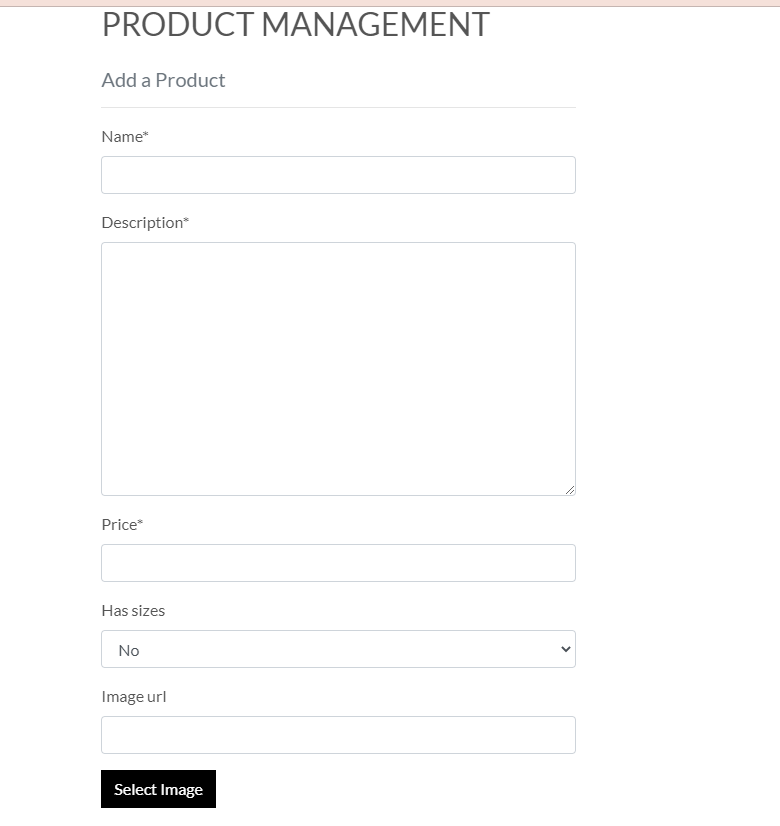 PRODUCT MANAGEMENT
Add a Product
Name*
Description*
Price*
Has sizes
No
Image url
Select Image